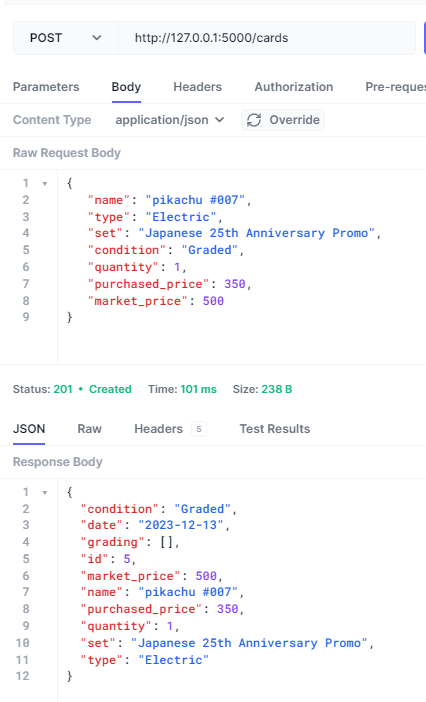 POST http://127.0.0.1:5000/cards
Parameters Body Headers Authorization Pre-reques
Content Type application/json Override
Raw Request Body
1 {
2 "name": "pikachu #007",
3 "type": "Electric",
4 "set": "Japanese 25th Anniversary Promo",
5 "condition": "Graded",
6 "quantity": 1,
7 "purchased_price": 350,
8 "market_price": 500
9 }
Status: 201 • Created Time: 101 ms Size: 238 B
JSON Raw Headers 5 Test Results
Response Body
1 {
2 "condition": "Graded",
3 "date": "2023-12-13",
4 "grading": [],
5 "id": 5,
6 "market_price": 500,
7 "name": "pikachu #007",
8 "purchased_price": 350,
9 "quantity": 1,
10 "set": "Japanese 25th Anniversary Promo",
11 "type": "Electric"
12 }